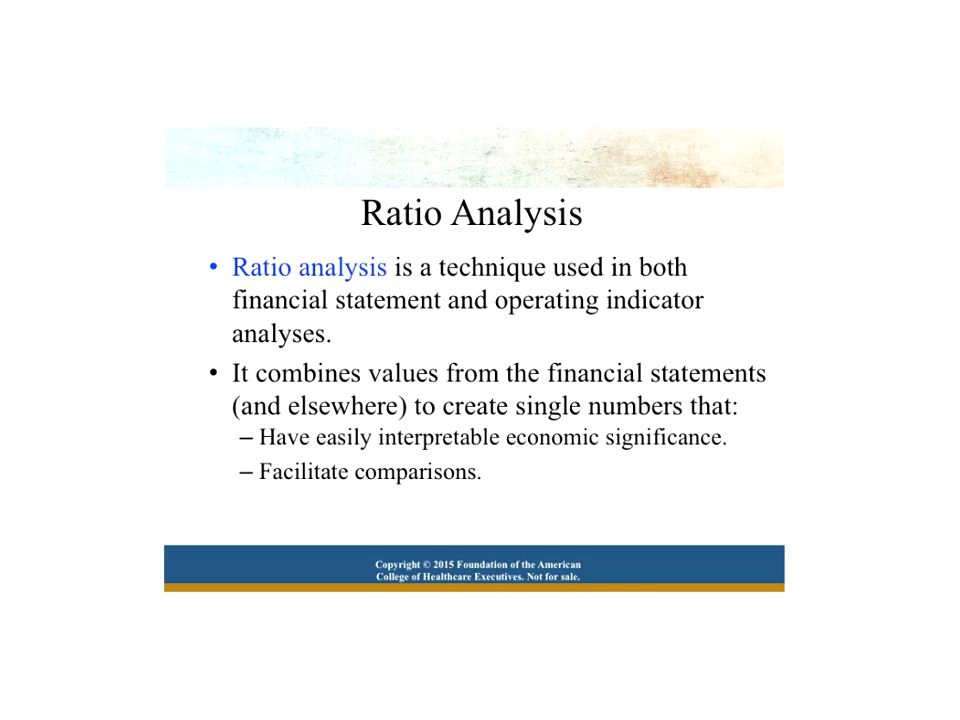 Ratio Analysis
• Ratio analysis is a technique used in both
financial statement and operating indicator
analyses.
• It combines values from the financial statements
(and elsewhere) to create single numbers that:
– Have easily interpretable economic significance.
– Facilitate comparisons.
Copyright © 2015 Foundation of the American
College of Healthcare Executives. Not for sale.